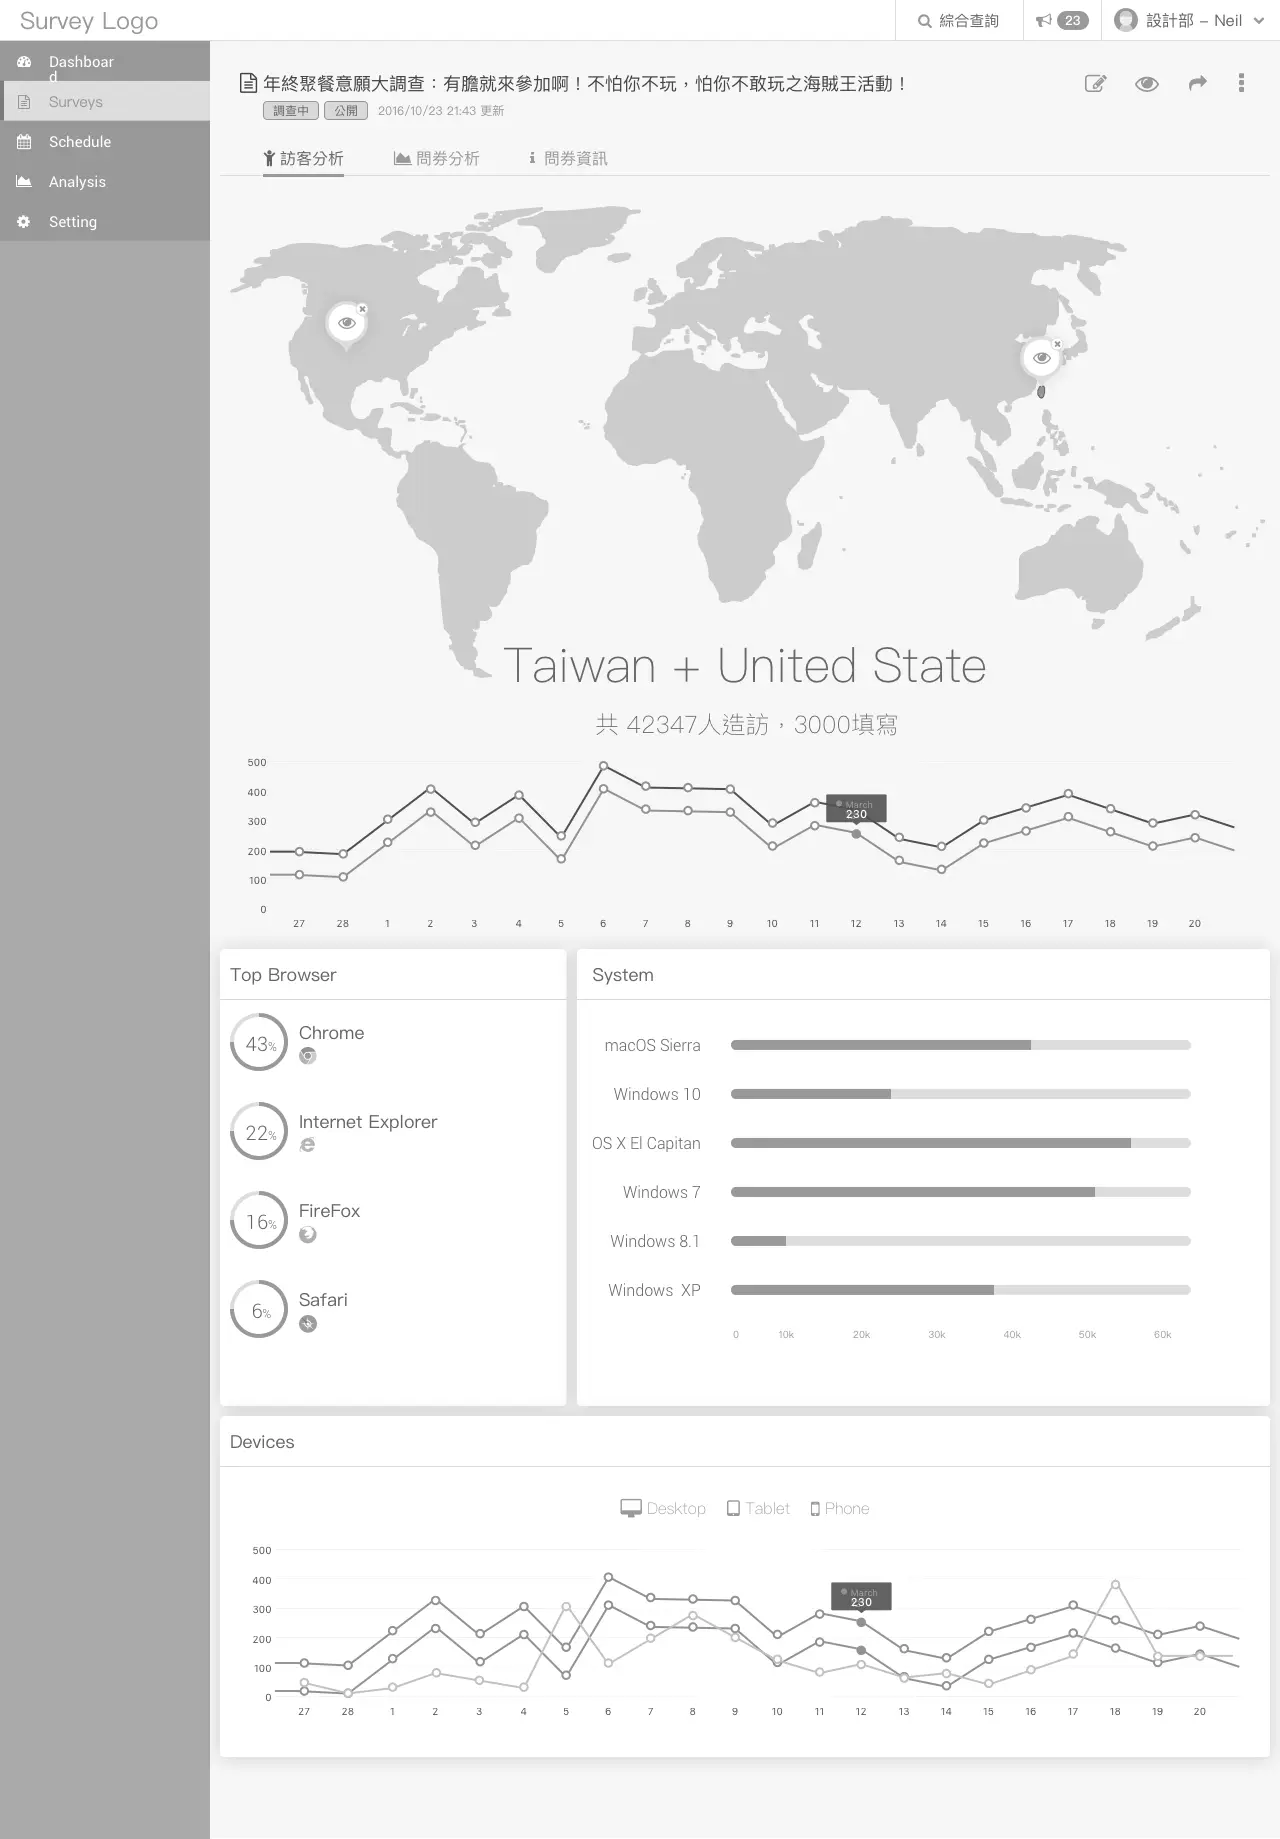 Survey Logo
綜合查詢
23
設計部 – Neil
Dashboar
d
Surveys
Schedule
Analysis
Setting
年終聚餐意願大調查：有膽就來參加啊！不怕你不玩，怕你不敢玩之海賊王活動！
調查中 公開 2016/10/23 21:43 更新
訪客分析 問券分析 問券資訊
Taiwan + United State
共 42347人造訪，3000填寫
500
400
300
200
100
0
March
230
27 28 1 2 3 4 5 6 7 8 9 10 11 12 13 14 15 16 17 18 19 20
Top Browser
43% Chrome
22% Internet Explorer
16% FireFox
6% Safari
System
macOS Sierra
Windows 10
OS X El Capitan
Windows 7
Windows 8.1
Windows XP
0 10k 20k 30k 40k 50k 60k
Devices
Desktop Tablet Phone
500
400
300
200
100
0
March
230
27 28 1 2 3 4 5 6 7 8 9 10 11 12 13 14 15 16 17 18 19 20